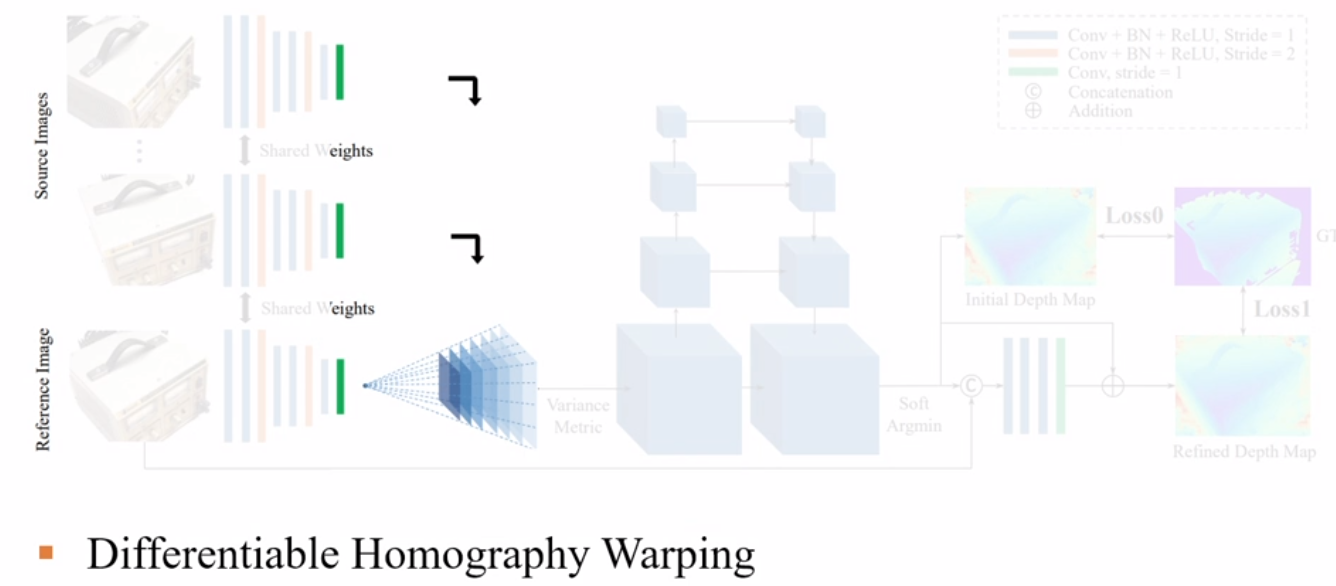 Source Images
Reference Image
Shared Weights
Shared Weights
Conv + BN + ReLU, Stride = 1
Conv + BN + ReLU, Stride = 2
Conv, stride = 1
C Concatenation
Addition
Variance
Metric
Soft
Argmin
C
Initial Depth Map
Loss0
GT
Loss1
Refined Depth Map
Differentiable Homography Warping